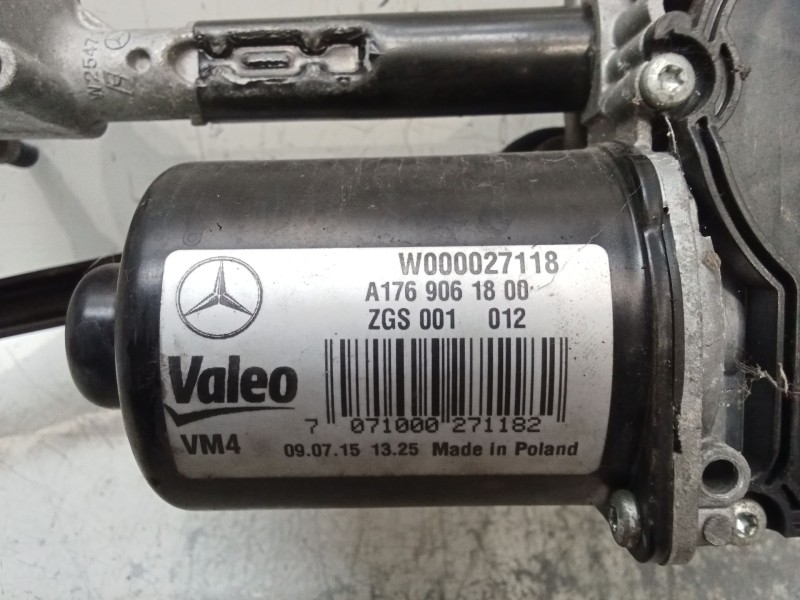 W2547
W000027118
A176 906 18 00
ZGS 001 012
Valeo
7 071000 271182
VM4
09.07.15 13.25 Made in Poland